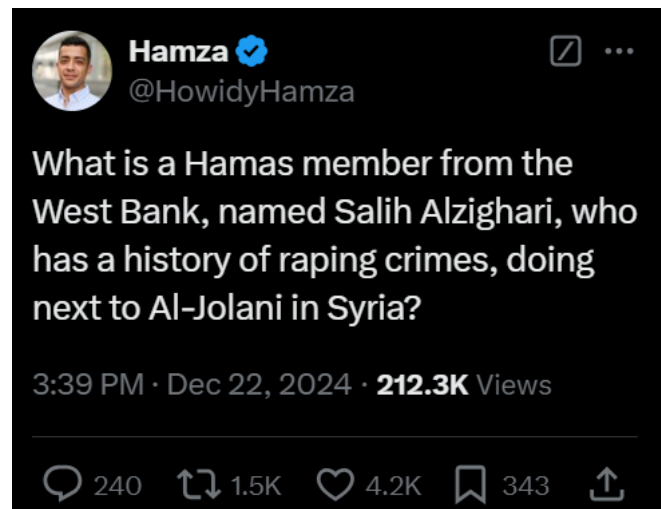 Hamza
@HowidyHamza
What is a Hamas member from the
West Bank, named Salih Alzighari, who
has a history of raping crimes, doing
next to Al-Jolani in Syria?
3:39 PM · Dec 22, 2024 · 212.3K Views
240 1.5K 4.2K 343